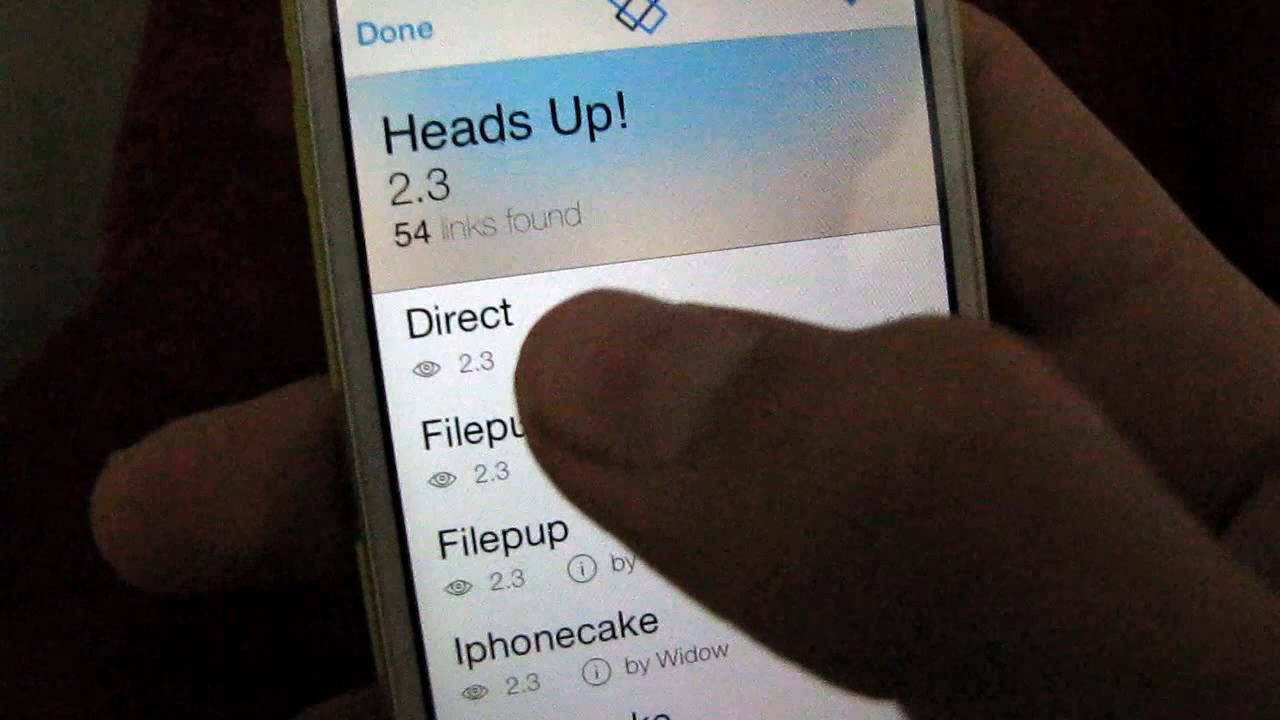 Done
Heads Up!
2.3
54 links found
Direct
2.3
2.3
Filepup
2.3 by
Iphonecake
2.3 by Widow